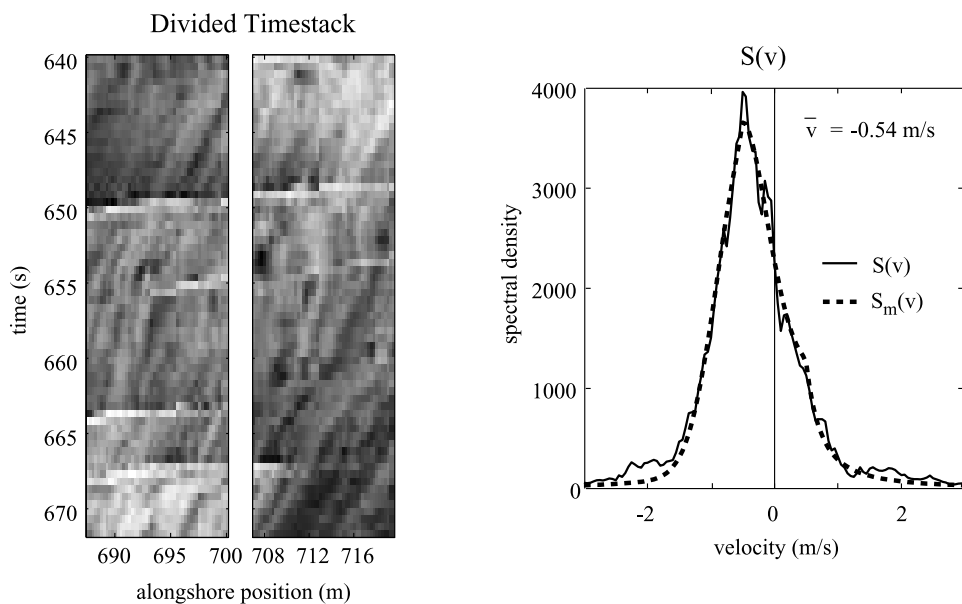 Divided Timestack
640
645
650
655
660
665
670
time (s)
690 695 700 708 712 716
alongshore position (m)
S(v)
4000
3000
2000
1000
0
spectral density
v̅ = -0.54 m/s
S(v)
Sₘ(v)
-2 0 2
velocity (m/s)